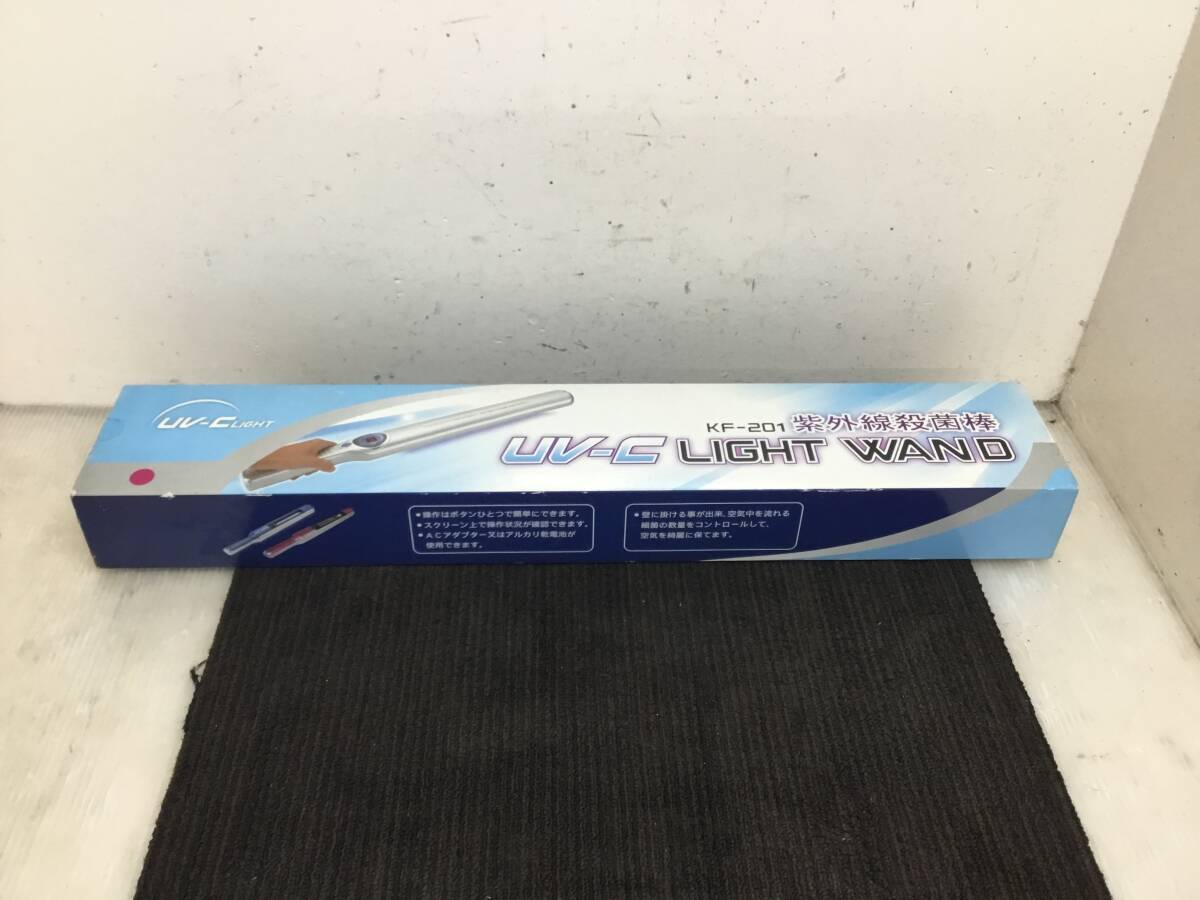 UV-C LIGHT
KF-201 紫外線殺菌棒
UV-C LIGHT WAND
・操作はボタンひとつで簡単にできます。
・スクリーン上で操作状況が確認できます。
・ACアダプター又はアルカリ乾電池が
使用できます。
・壁に掛ける事が出来、空気中を流れる
細菌の数量をコントロールして、
空気を綺麗に保てます。